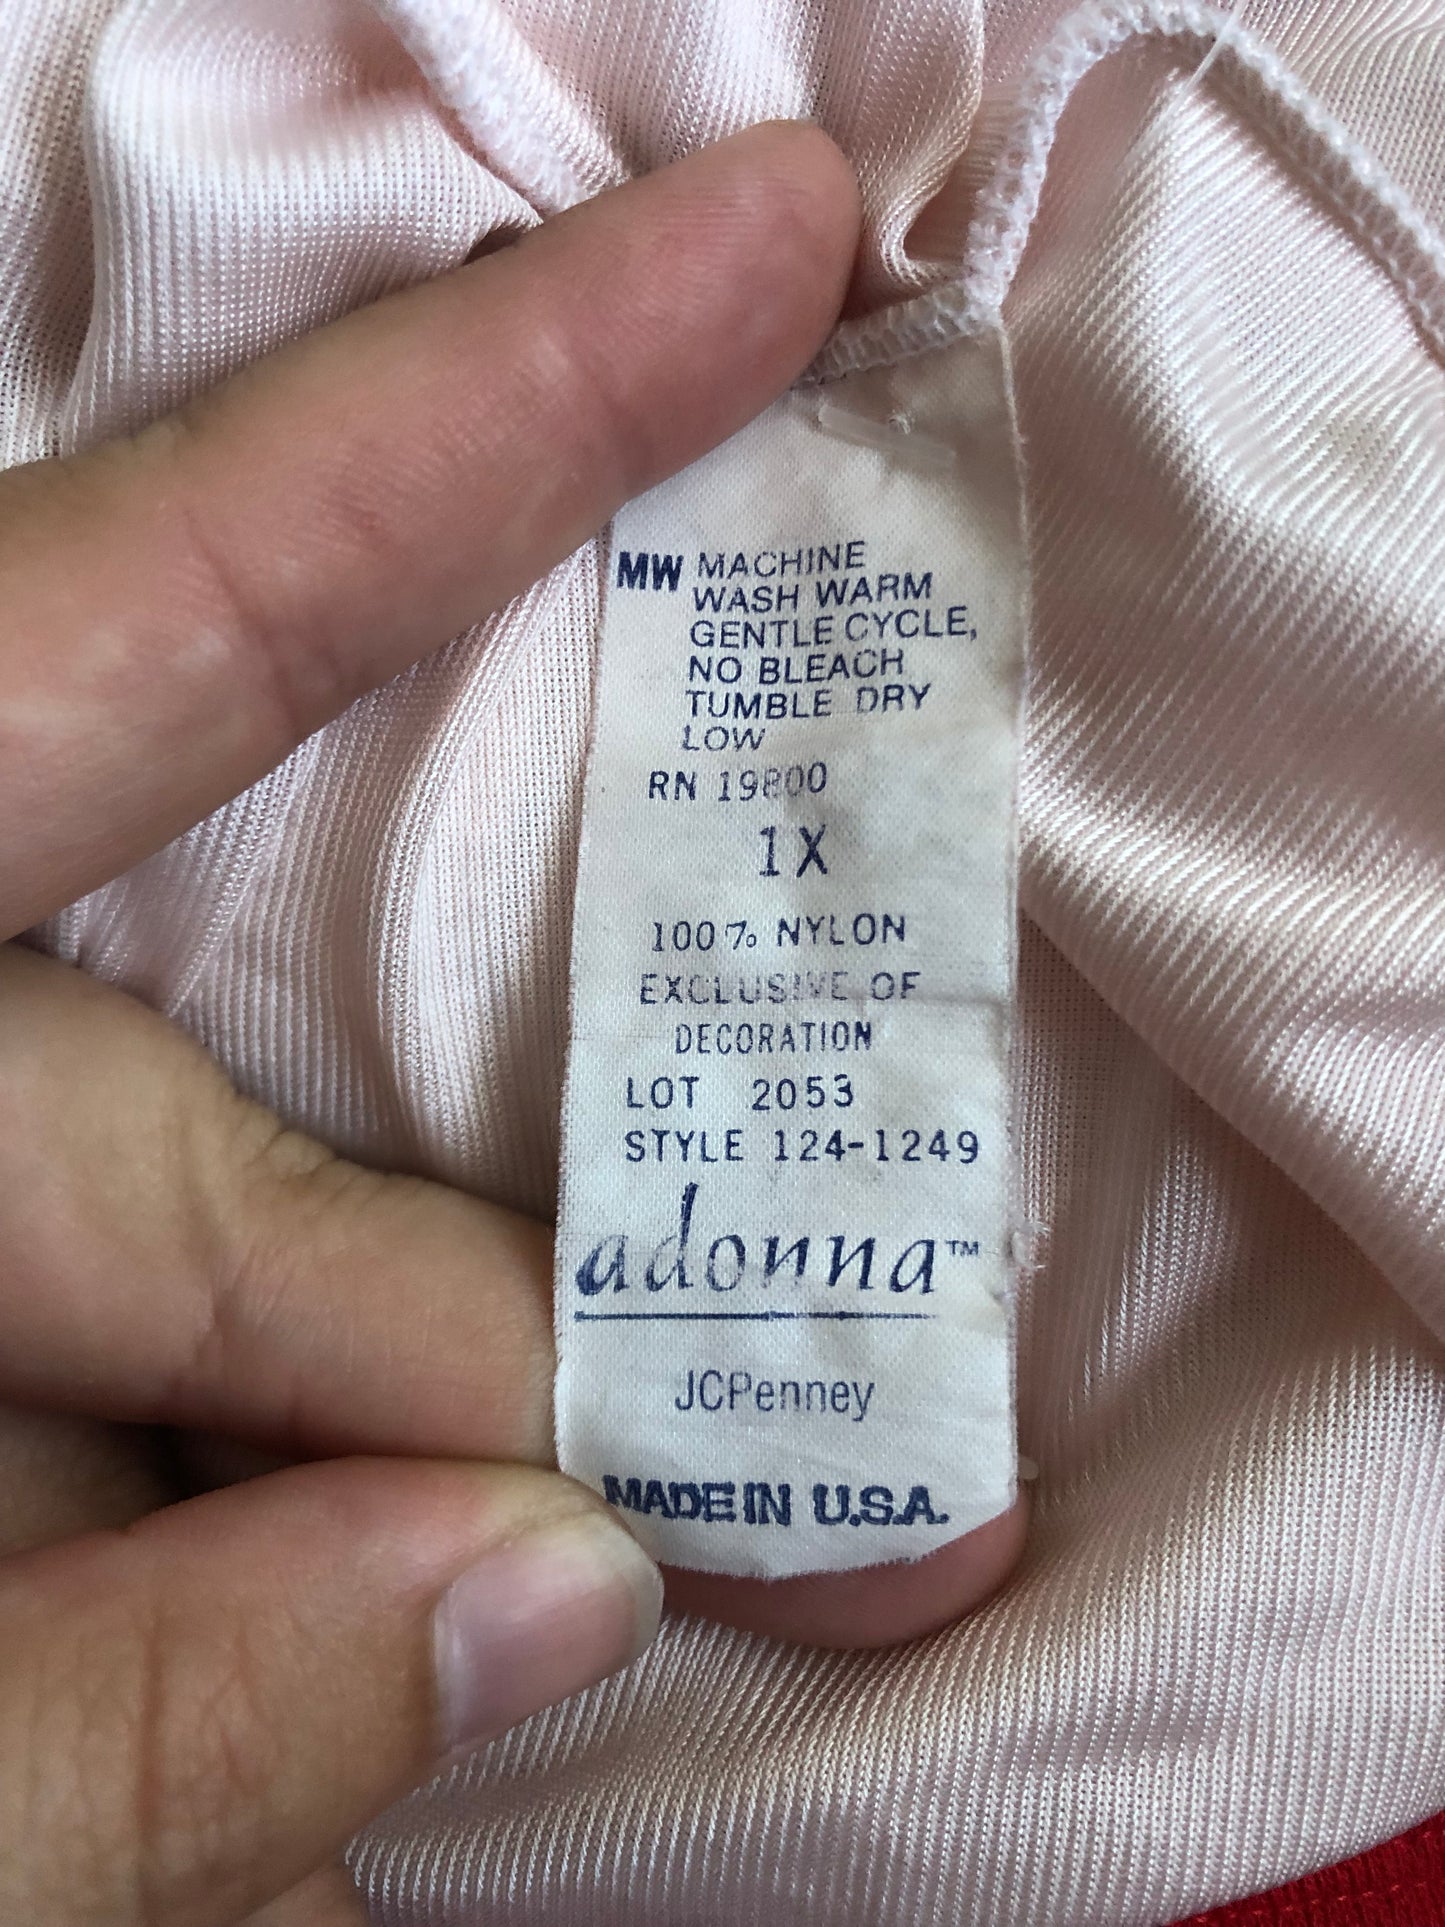 MW MACHINE
WASH WARM
GENTLE CYCLE,
NO BLEACH
TUMBLE DRY
LOW
RN 19800
1X
100% NYLON
EXCLUSIVE OF
DECORATION
LOT 2053
STYLE 124-1249
adonna™
JCPenney
MADE IN U.S.A.